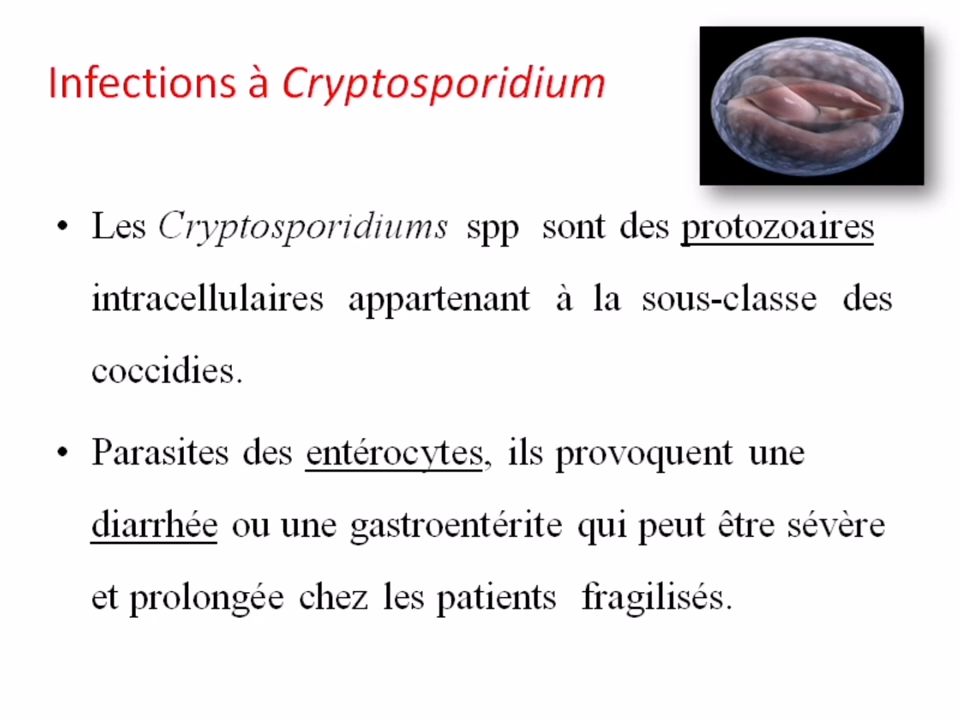 Infections à Cryptosporidium
• Les Cryptosporidiums spp sont des protozoaires
intracellulaires appartenant à la sous-classe des
coccidies.
• Parasites des entérocytes, ils provoquent une
diarrhée ou une gastroentérite qui peut être sévère
et prolongée chez les patients fragilisés.